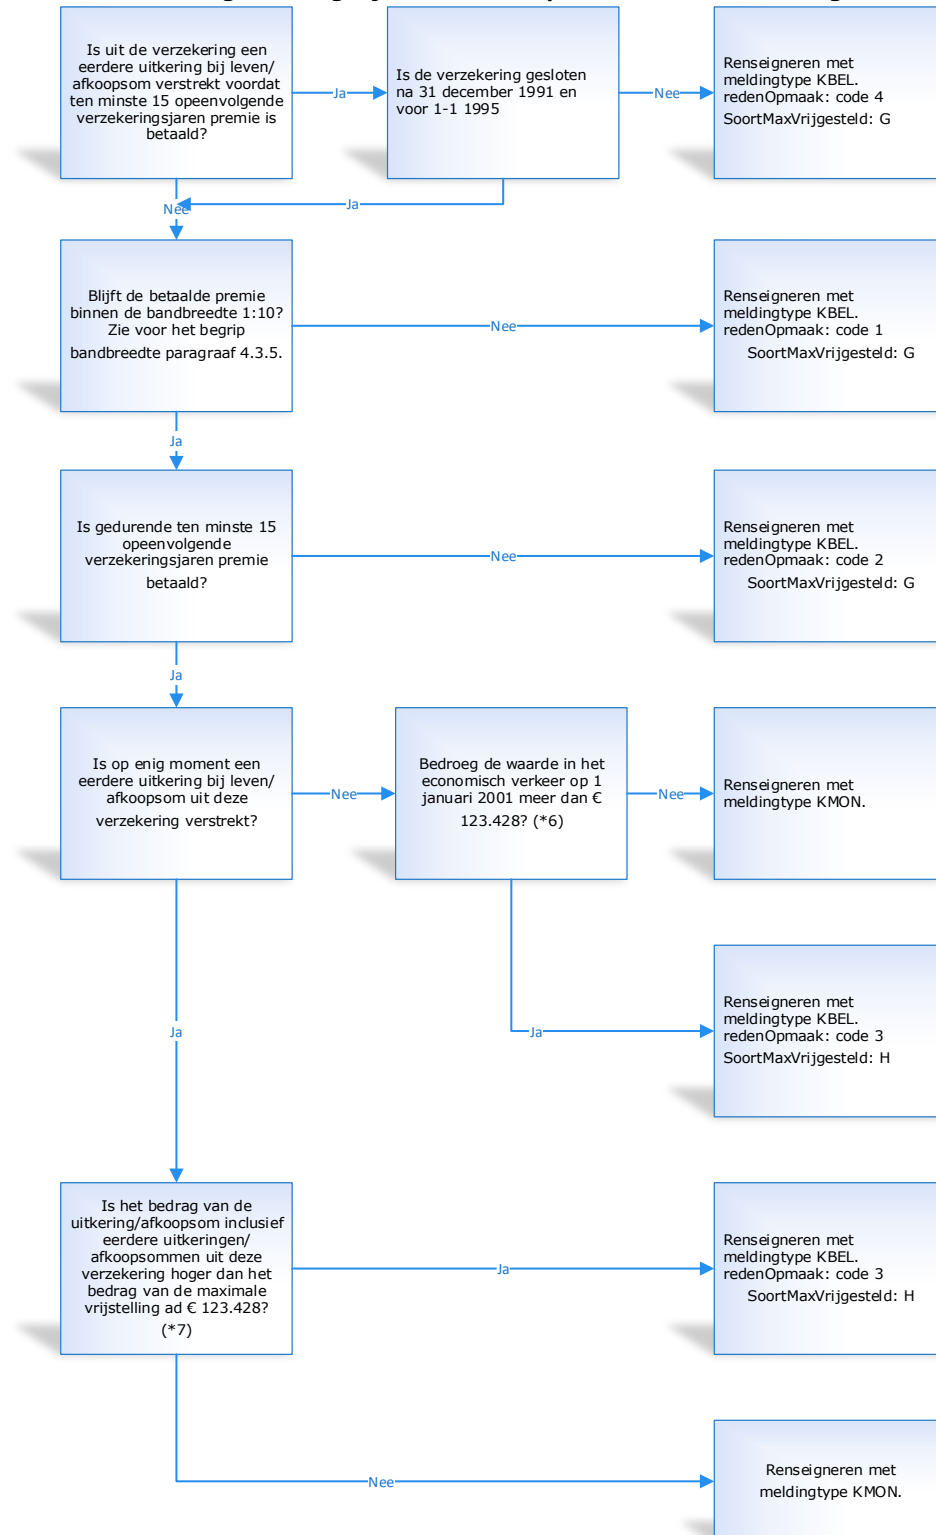 Is uit de verzekering een
eerdere uitkering bij leven/
afkoopsom verstrekt voordat
ten minste 15 opeenvolgende
verzekeringsjaren premie is
betaald?
Ja
Is de verzekering gesloten
na 31 december 1991 en
voor 1-1 1995
Nee
Renseigneren met
meldingtype KBEL.
redenOpmaak: code 4
SoortMaxVrijgesteld: G
Nee
Ja
Blijft de betaalde premie
binnen de bandbreedte 1:10?
Zie voor het begrip
bandbreedte paragraaf 4.3.5.
Nee
Renseigneren met
meldingtype KBEL.
redenOpmaak: code 1
SoortMaxVrijgesteld: G
Ja
Is gedurende ten minste 15
opeenvolgende
verzekeringsjaren premie
betaald?
Nee
Renseigneren met
meldingtype KBEL.
redenOpmaak: code 2
SoortMaxVrijgesteld: G
Ja
Is op enig moment een
eerdere uitkering bij leven/
afkoopsom uit deze
verzekering verstrekt?
Nee
Bedroeg de waarde in het
economisch verkeer op 1
januari 2001 meer dan €
123.428? (*6)
Nee
Renseigneren met
meldingtype KMON.
Ja
Ja
Renseigneren met
meldingtype KBEL.
redenOpmaak: code 3
SoortMaxVrijgesteld: H
Is het bedrag van de
uitkering/afkoopsom inclusief
eerdere uitkeringen/
afkoopsommen uit deze
verzekering hoger dan het
bedrag van de maximale
vrijstelling ad € 123.428?
(*7)
Ja
Renseigneren met
meldingtype KBEL.
redenOpmaak: code 3
SoortMaxVrijgesteld: H
Nee
Renseigneren met
meldingtype KMON.